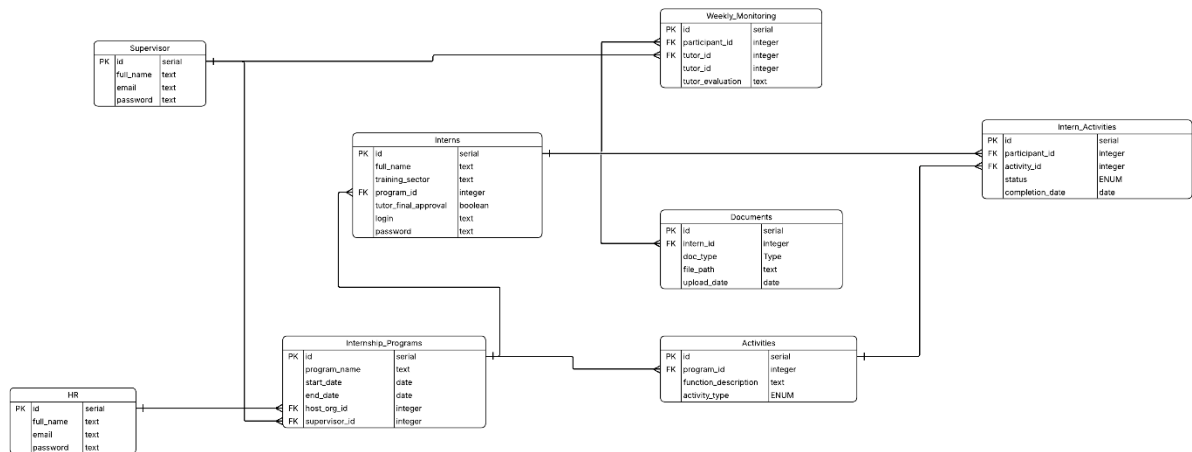 Weekly_Monitoring
PK id serial
FK participant_id integer
FK tutor_id integer
tutor_id integer
tutor_evaluation text
Supervisor
PK id serial
full_name text
email text
password text
Intern_Activities
PK id serial
FK participant_id integer
FK activity_id integer
status ENUM
completion_date date
Interns
PK id serial
full_name text
training_sector text
FK program_id integer
tutor_final_approval boolean
login text
password text
Documents
PK id serial
FK intern_id integer
doc_type Type
file_path text
upload_date date
Internship_Programs
PK id serial
program_name text
start_date date
end_date date
FK host_org_id integer
FK supervisor_id integer
Activities
PK id serial
FK program_id integer
function_description text
activity_type ENUM
HR
PK id serial
full_name text
email text
password text